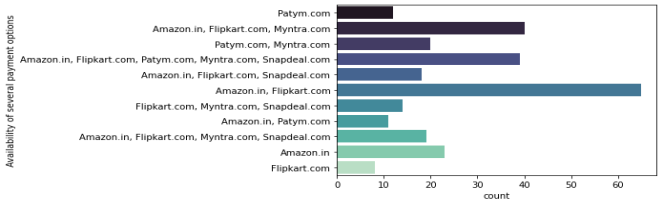 Availability of several payment options
Patym.com
Amazon.in, Flipkart.com, Myntra.com
Patym.com, Myntra.com
Amazon.in, Flipkart.com, Patym.com, Myntra.com, Snapdeal.com
Amazon.in, Flipkart.com, Snapdeal.com
Amazon.in, Flipkart.com
Flipkart.com, Myntra.com, Snapdeal.com
Amazon.in, Patym.com
Amazon.in, Flipkart.com, Myntra.com, Snapdeal.com
Amazon.in
Flipkart.com
0 10 20 30 40 50 60
count